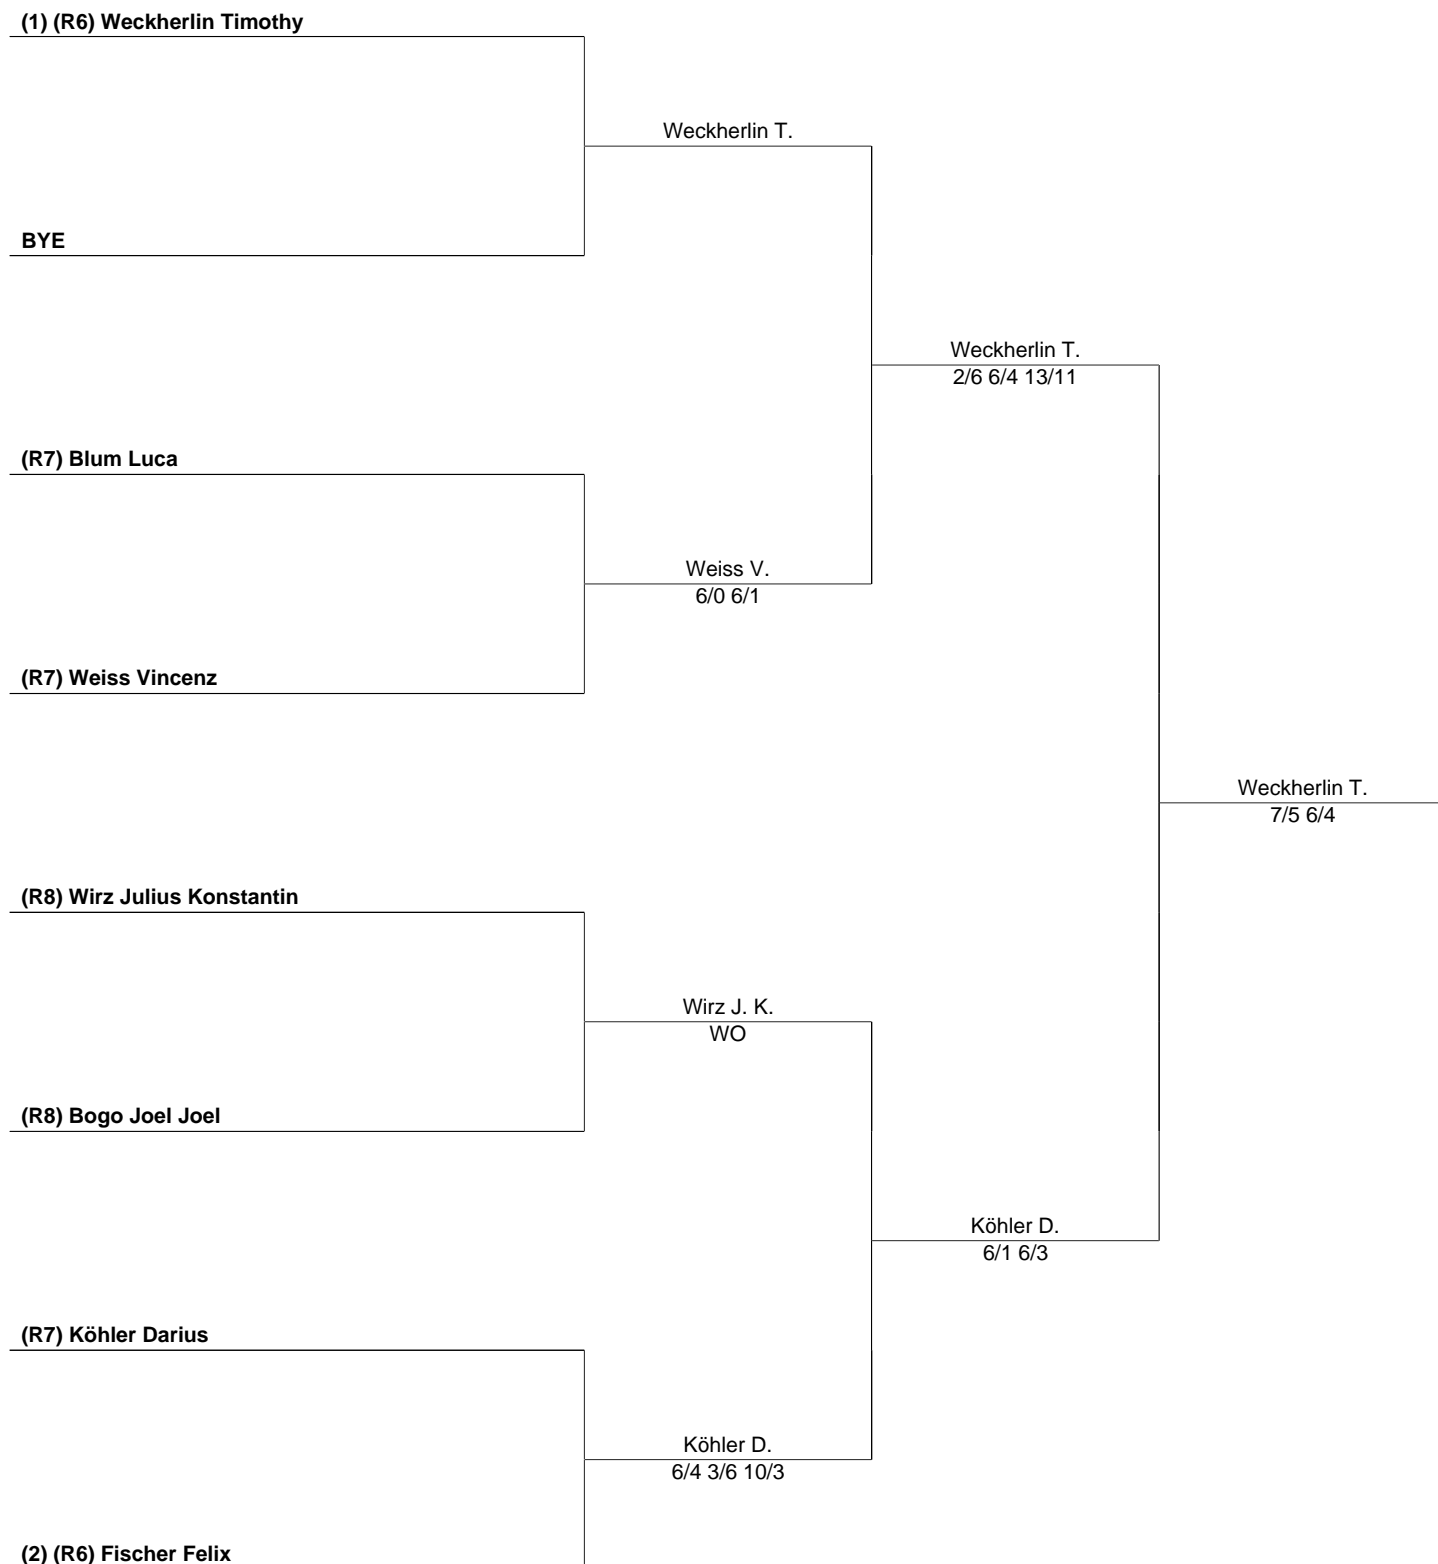 (1) (R6) Weckherlin Timothy
Weckherlin T.
BYE
Weckherlin T.
2/6 6/4 13/11
(R7) Blum Luca
Weiss V.
6/0 6/1
(R7) Weiss Vincenz
Weckherlin T.
7/5 6/4
(R8) Wirz Julius Konstantin
Wirz J. K.
WO
(R8) Bogo Joel Joel
Köhler D.
6/1 6/3
(R7) Köhler Darius
Köhler D.
6/4 3/6 10/3
(2) (R6) Fischer Felix